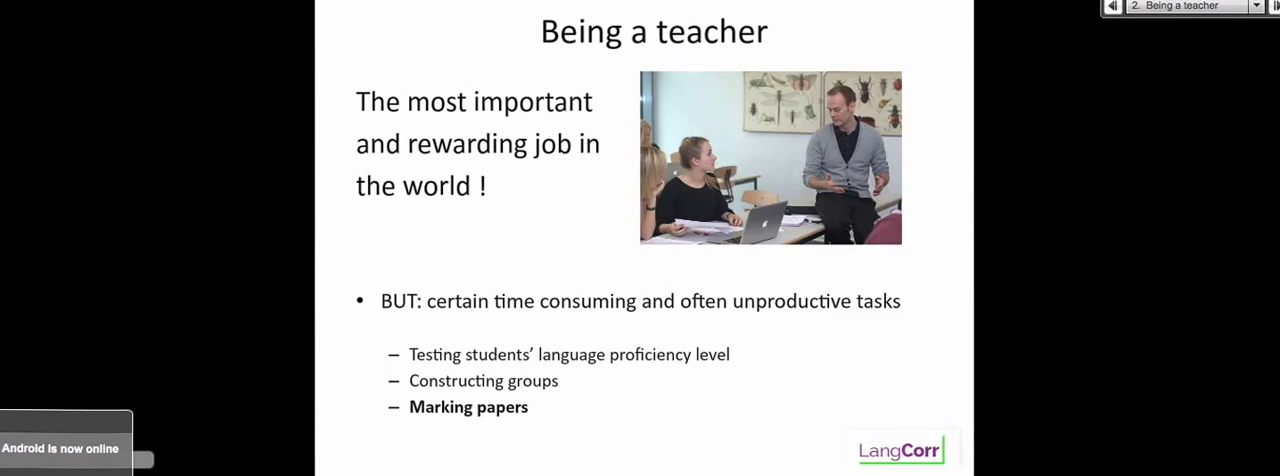 2. Being a teacher
Being a teacher
The most important
and rewarding job in
the world !
• BUT: certain time consuming and often unproductive tasks
– Testing students’ language proficiency level
– Constructing groups
– Marking papers
Android is now online
LangCorr